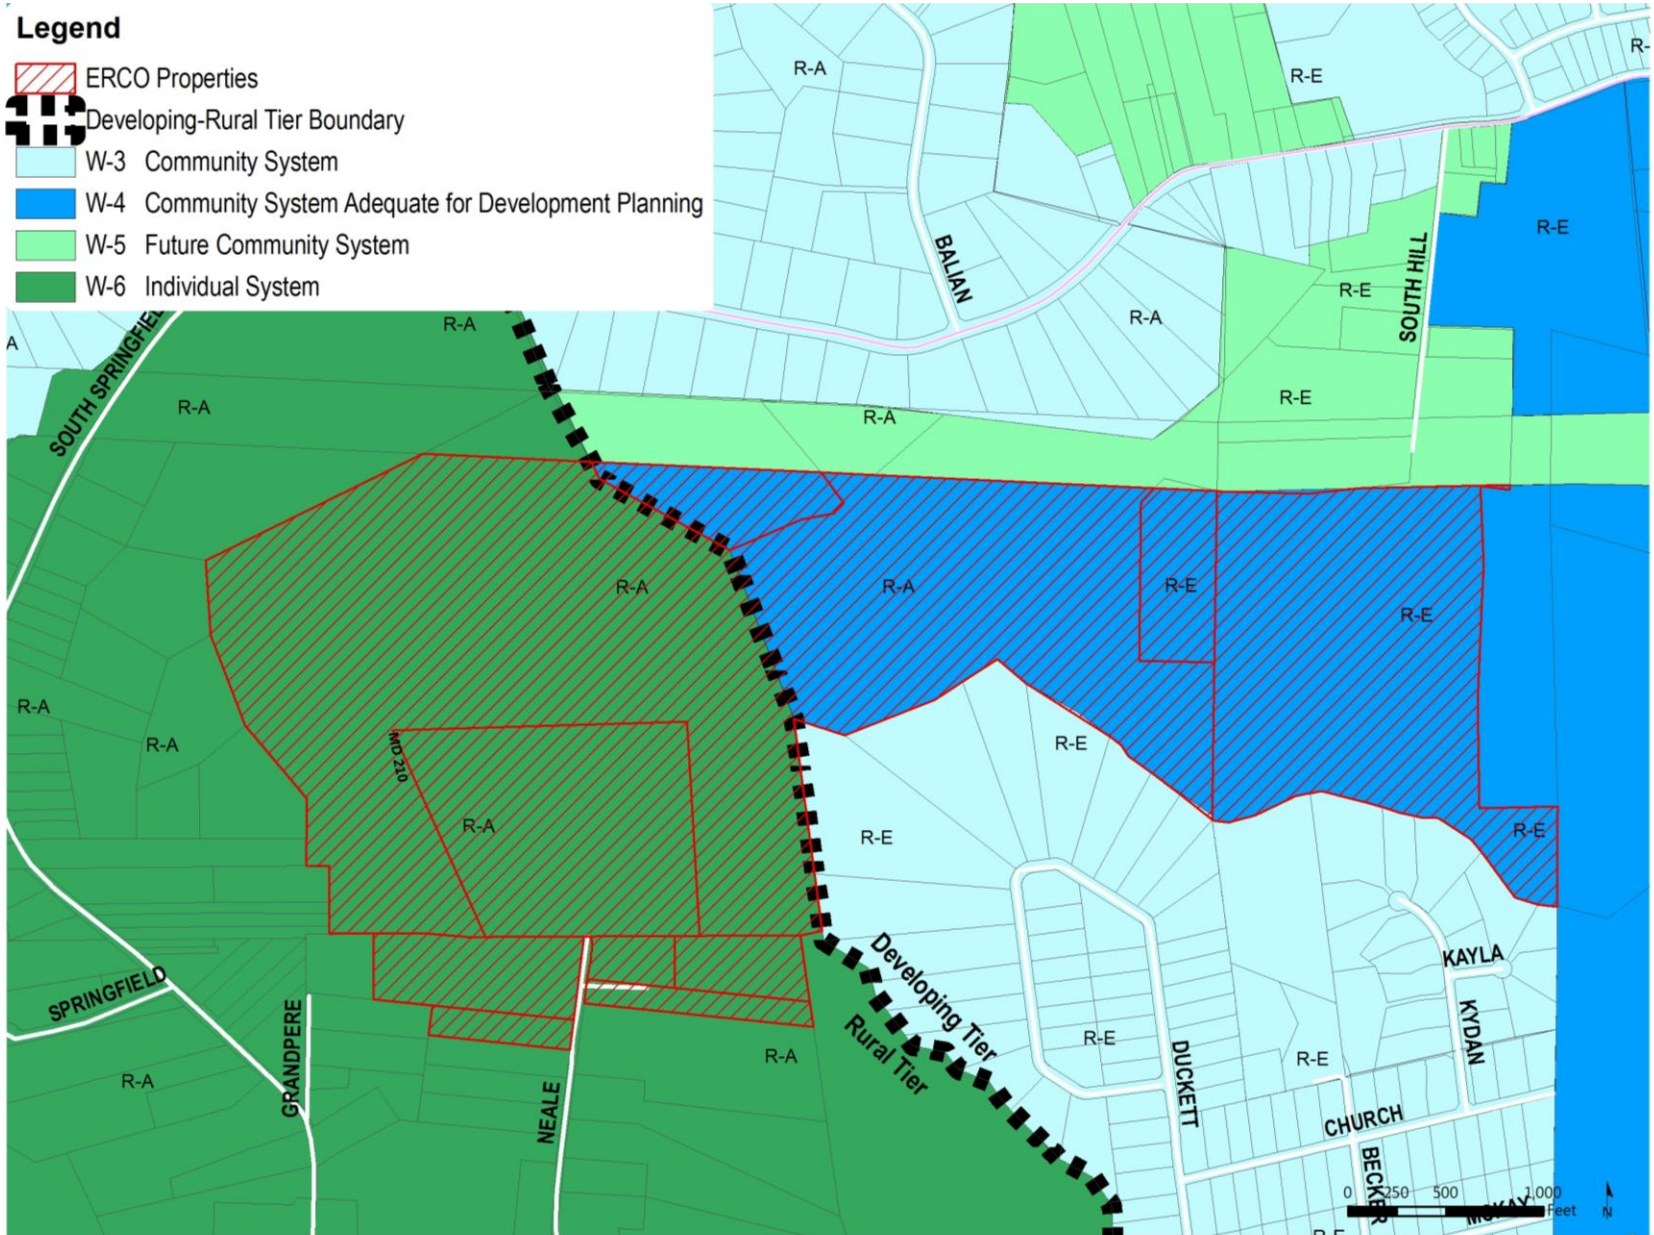 Legend
ERCO Properties
Developing-Rural Tier Boundary
W-3 Community System
W-4 Community System Adequate for Development Planning
W-5 Future Community System
W-6 Individual System
R-A
R-E
R-
R-E
BALIAN
SOUTH HILL
R-E
R-A
R-A
A
SOUTH SPRINGFIEL
R-A
R-E
R-A
R-A
R-A
R-E
R-E
R-A
R-A
MD 210
R-E
R-A
R-E
R-E
SPRINGFIELD
GRANDPERE
NEALE
R-A
R-A
Developing Tier
Rural Tier
R-E
DUCKETT
KAYLA
KYDAN
R-E
CHURCH
BECKER
MCKAY
R-E
0 250 500 1,000
Feet
N